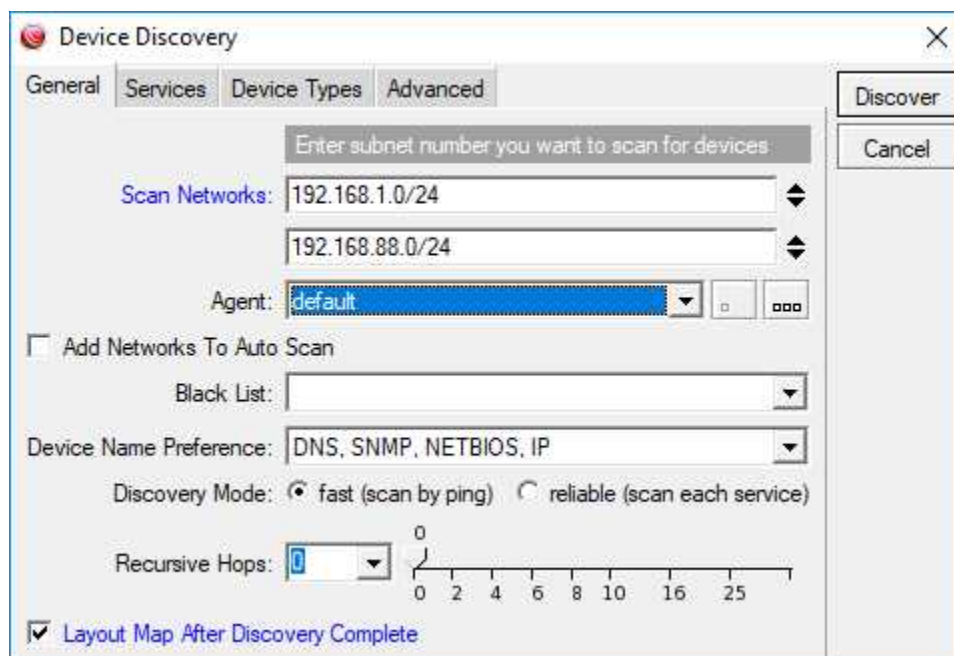 Device Discovery
General Services Device Types Advanced
Discover
Cancel
Enter subnet number you want to scan for devices
Scan Networks: 192.168.1.0/24
192.168.88.0/24
Agent: default
Add Networks To Auto Scan
Black List:
Device Name Preference: DNS, SNMP, NETBIOS, IP
Discovery Mode: fast (scan by ping) reliable (scan each service)
0
Recursive Hops: 0
0 2 4 6 8 10 16 25
Layout Map After Discovery Complete